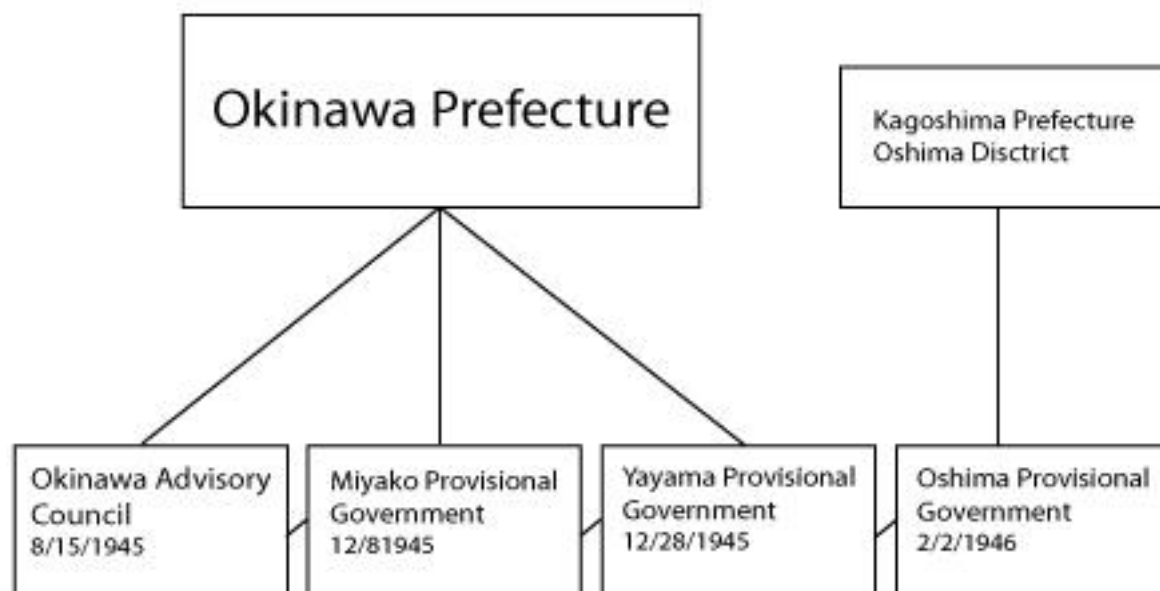 Okinawa Prefecture
Kagoshima Prefecture
Oshima Disctrict
Okinawa Advisory
Council
8/15/1945
Miyako Provisional
Government
12/81945
Yayama Provisional
Government
12/28/1945
Oshima Provisional
Government
2/2/1946